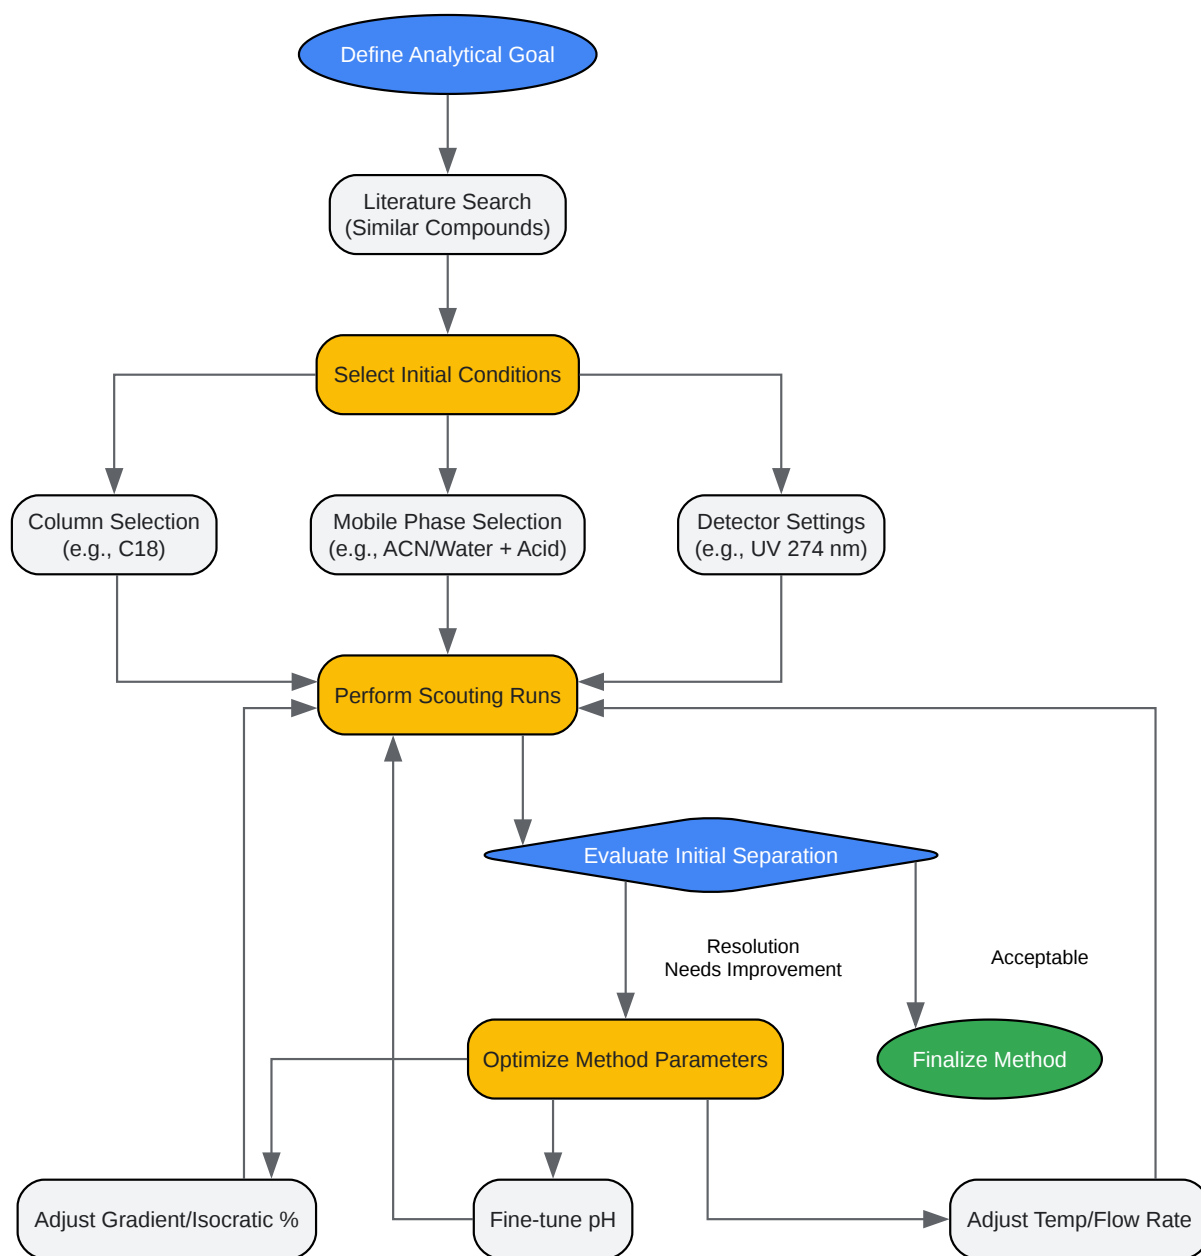 Define Analytical Goal
Literature Search
(Similar Compounds)
Select Initial Conditions
Column Selection
(e.g., C18)
Mobile Phase Selection
(e.g., ACN/Water + Acid)
Detector Settings
(e.g., UV 274 nm)
Perform Scouting Runs
Evaluate Initial Separation
Resolution
Needs Improvement
Acceptable
Optimize Method Parameters
Finalize Method
Adjust Gradient/Isocratic %
Fine-tune pH
Adjust Temp/Flow Rate